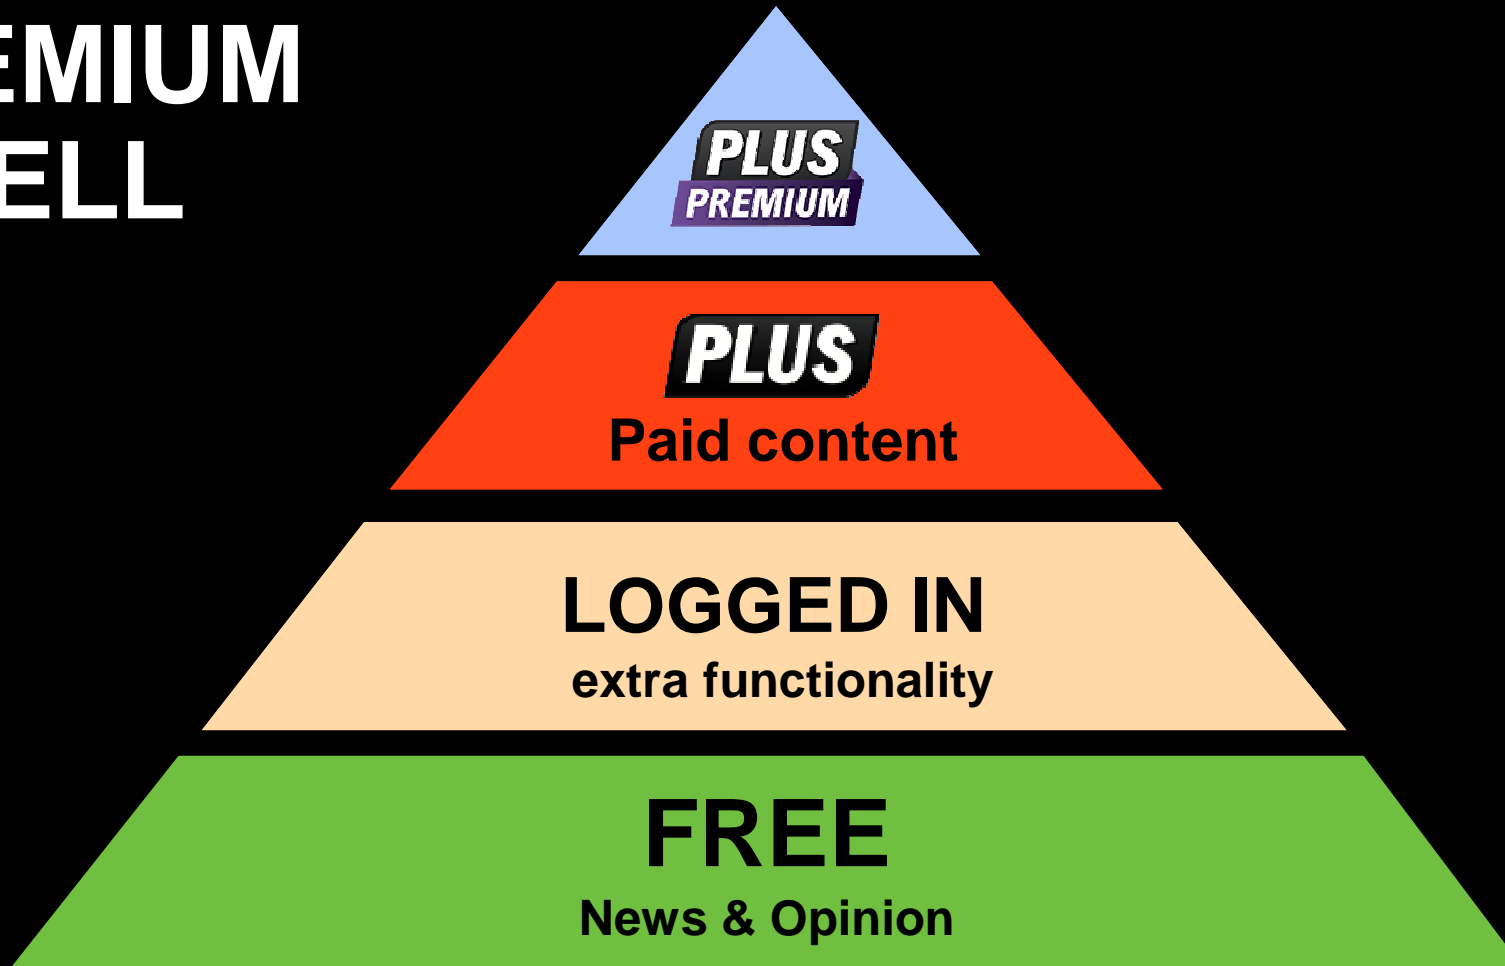 EMIUM
ELL
PLUS
PREMIUM
PLUS
Paid content
LOGGED IN
extra functionality
FREE
News & Opinion